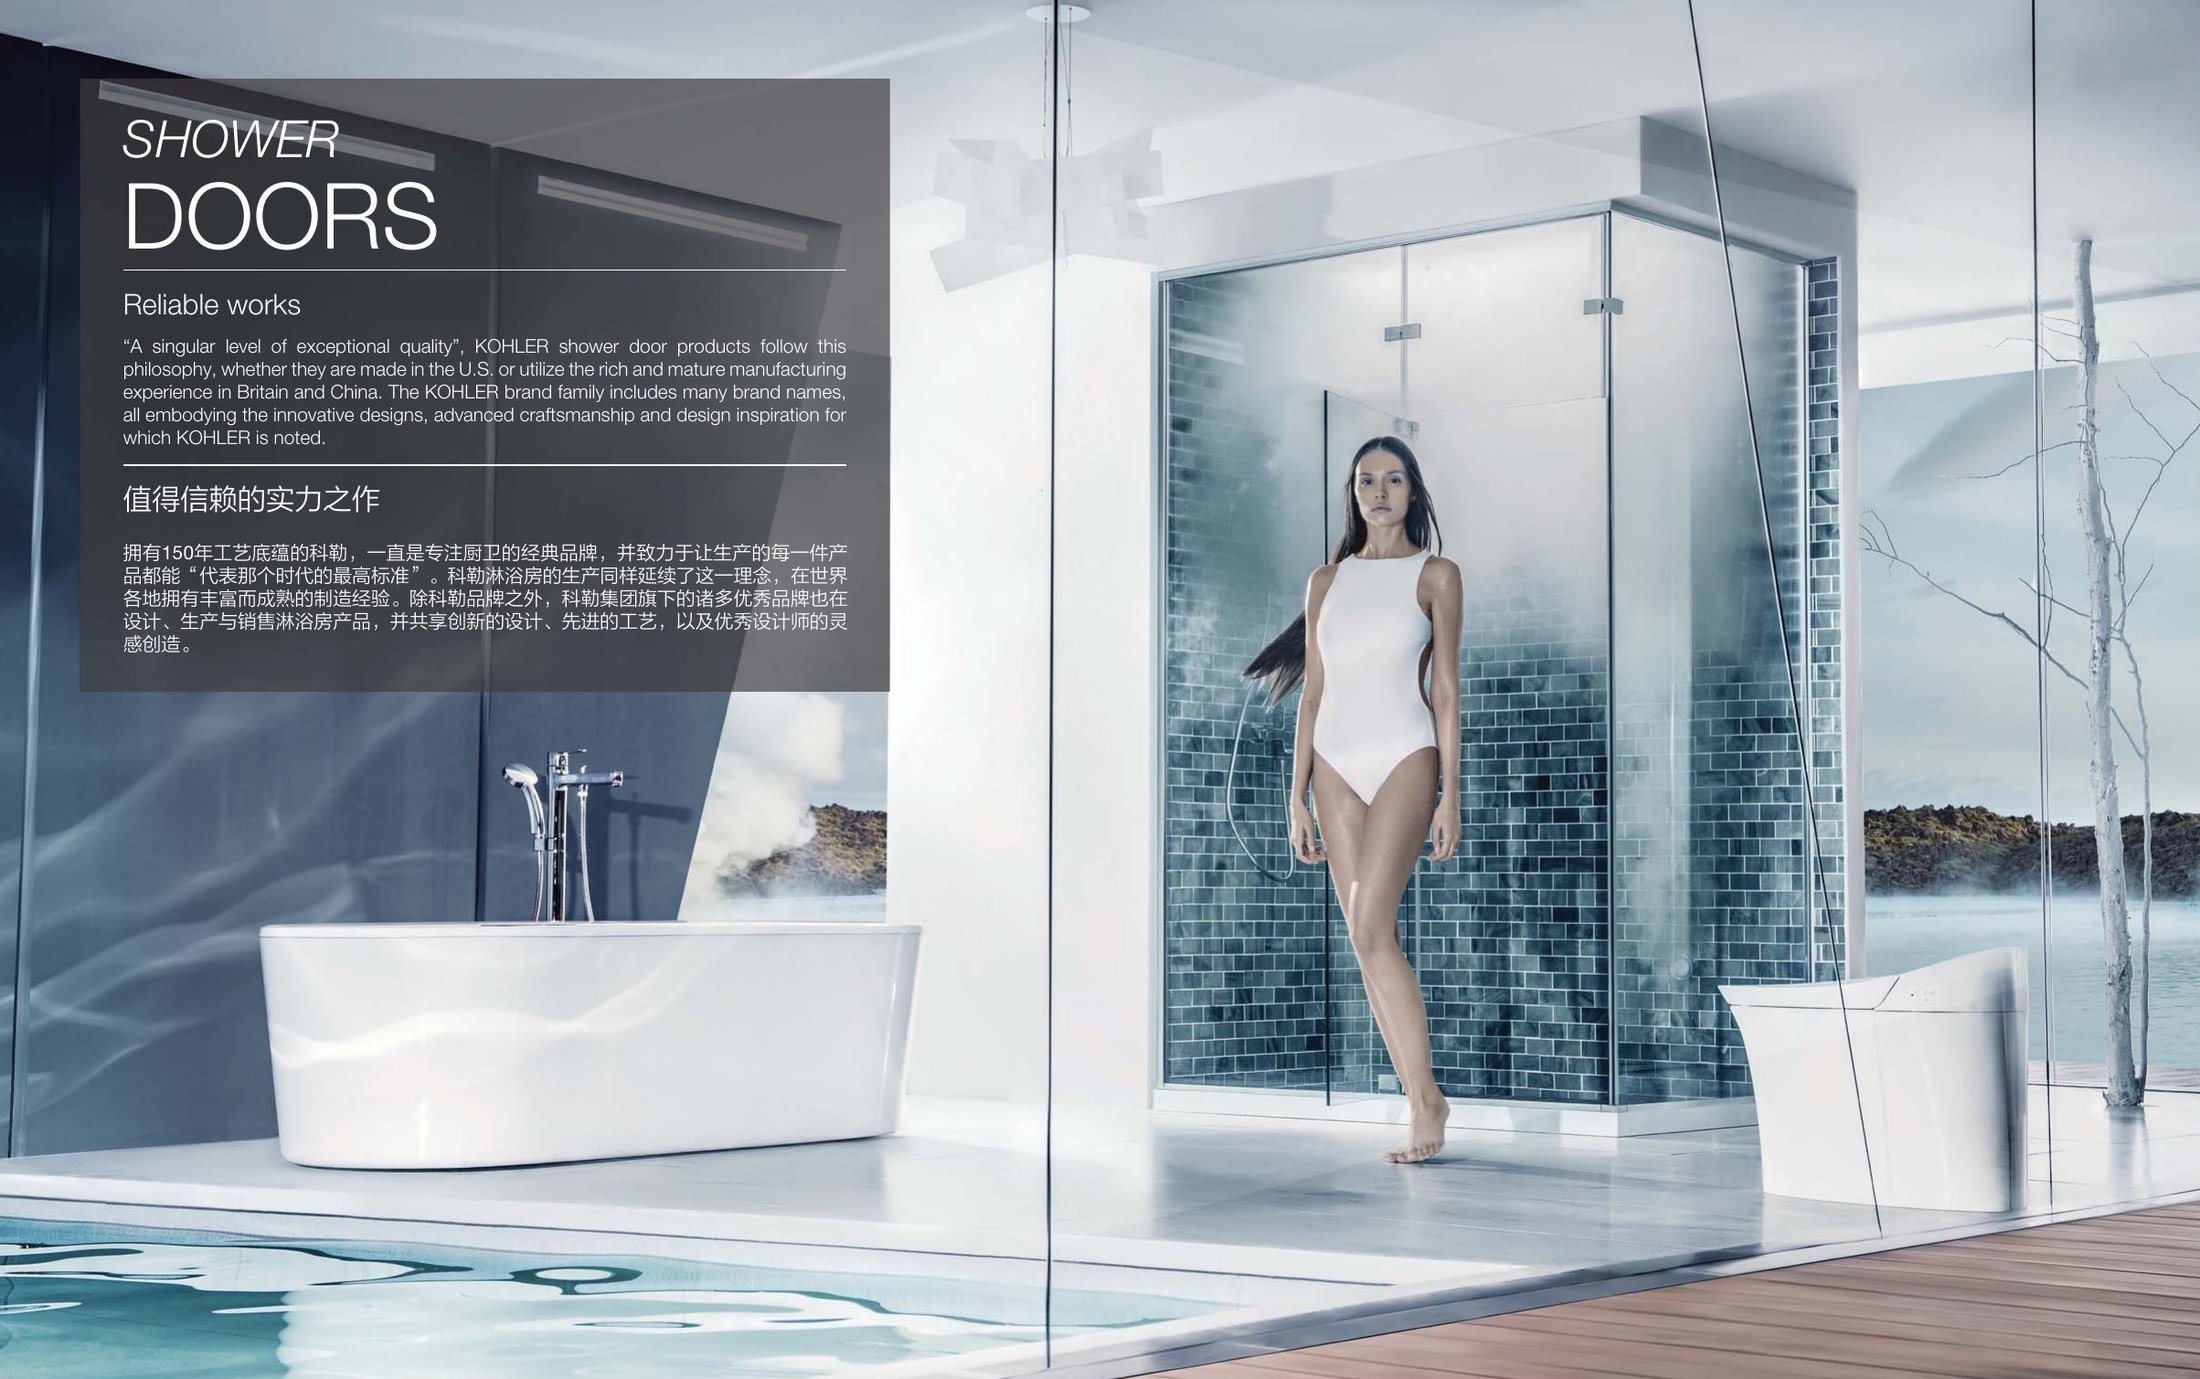 SHOWER
DOORS
Reliable works
“A singular level of exceptional quality”, KOHLER shower door products follow this
philosophy, whether they are made in the U.S. or utilize the rich and mature manufacturing
experience in Britain and China. The KOHLER brand family includes many brand names,
all embodying the innovative designs, advanced craftsmanship and design inspiration for
which KOHLER is noted.
值得信赖的实力之作
拥有150年工艺底蕴的科勒，一直是专注厨卫的经典品牌，并致力于让生产的每一件产
品都能“代表那个时代的最高标准”。科勒淋浴房的生产同样延续了这一理念，在世界
各地拥有丰富而成熟的制造经验。除科勒品牌之外，科勒集团旗下的诸多优秀品牌也在
设计、生产与销售淋浴房产品，并共享创新的设计、先进的工艺，以及优秀设计师的灵
感创造。